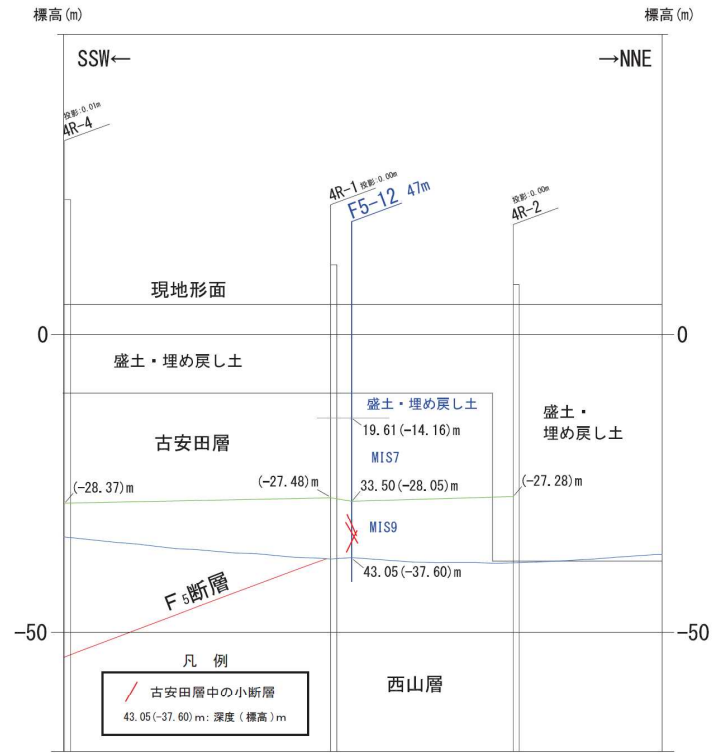 標高(m)
標高(m)
SSW←
→NNE
投影:0.01m
4R-4
4R-1 投影:0.00m
F5-12 47m
投影:0.00m
4R-2
現地形面
0
0
盛土・埋め戻し土
盛土・埋め戻し土
盛土・
埋め戻し土
19.61(-14.16)m
古安田層
MIS7
(-28.37)m
(-27.48)m
33.50(-28.05)m
(-27.28)m
MIS9
43.05(-37.60)m
F5断層
-50
-50
凡 例
古安田層中の小断層
43.05(-37.60)m:深度(標高)m
西山層